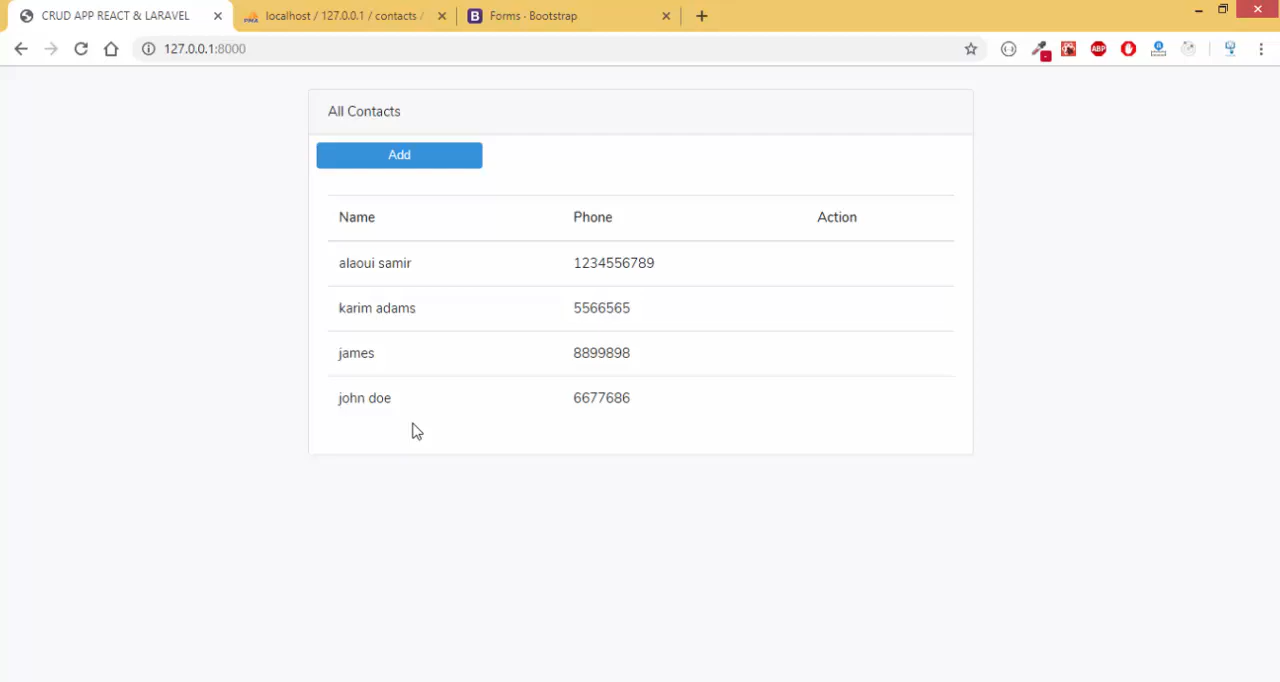 CRUD APP REACT & LARAVEL
localhost / 127.0.0.1 / contacts /
Forms · Bootstrap
127.0.0.1:8000
ABP
All Contacts
Add
Name Phone Action
alaoui samir 1234556789
karim adams 5566565
james 8899898
john doe 6677686